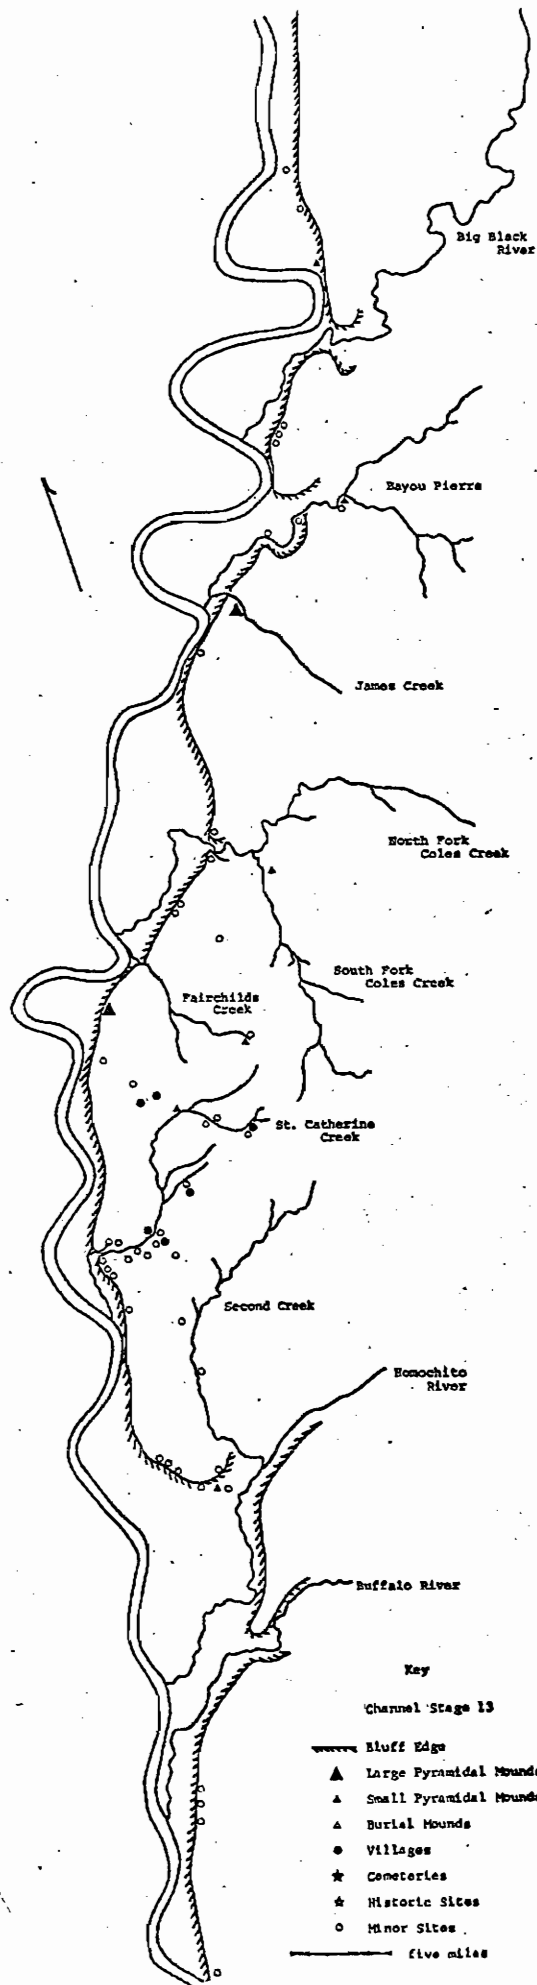 Big Black
River
Bayou Pierre
James Creek
North Fork
Coles Creek
South Fork
Coles Creek
Fairchilds
Creek
St. Catherine
Creek
Second Creek
Homochito
River
Buffalo River
Key
Channel Stage 13
Bluff Edge
Large Pyramidal Mounds
Small Pyramidal Mounds
Burial Mounds
Villages
Cemeteries
Historic Sites
Minor Sites
five miles